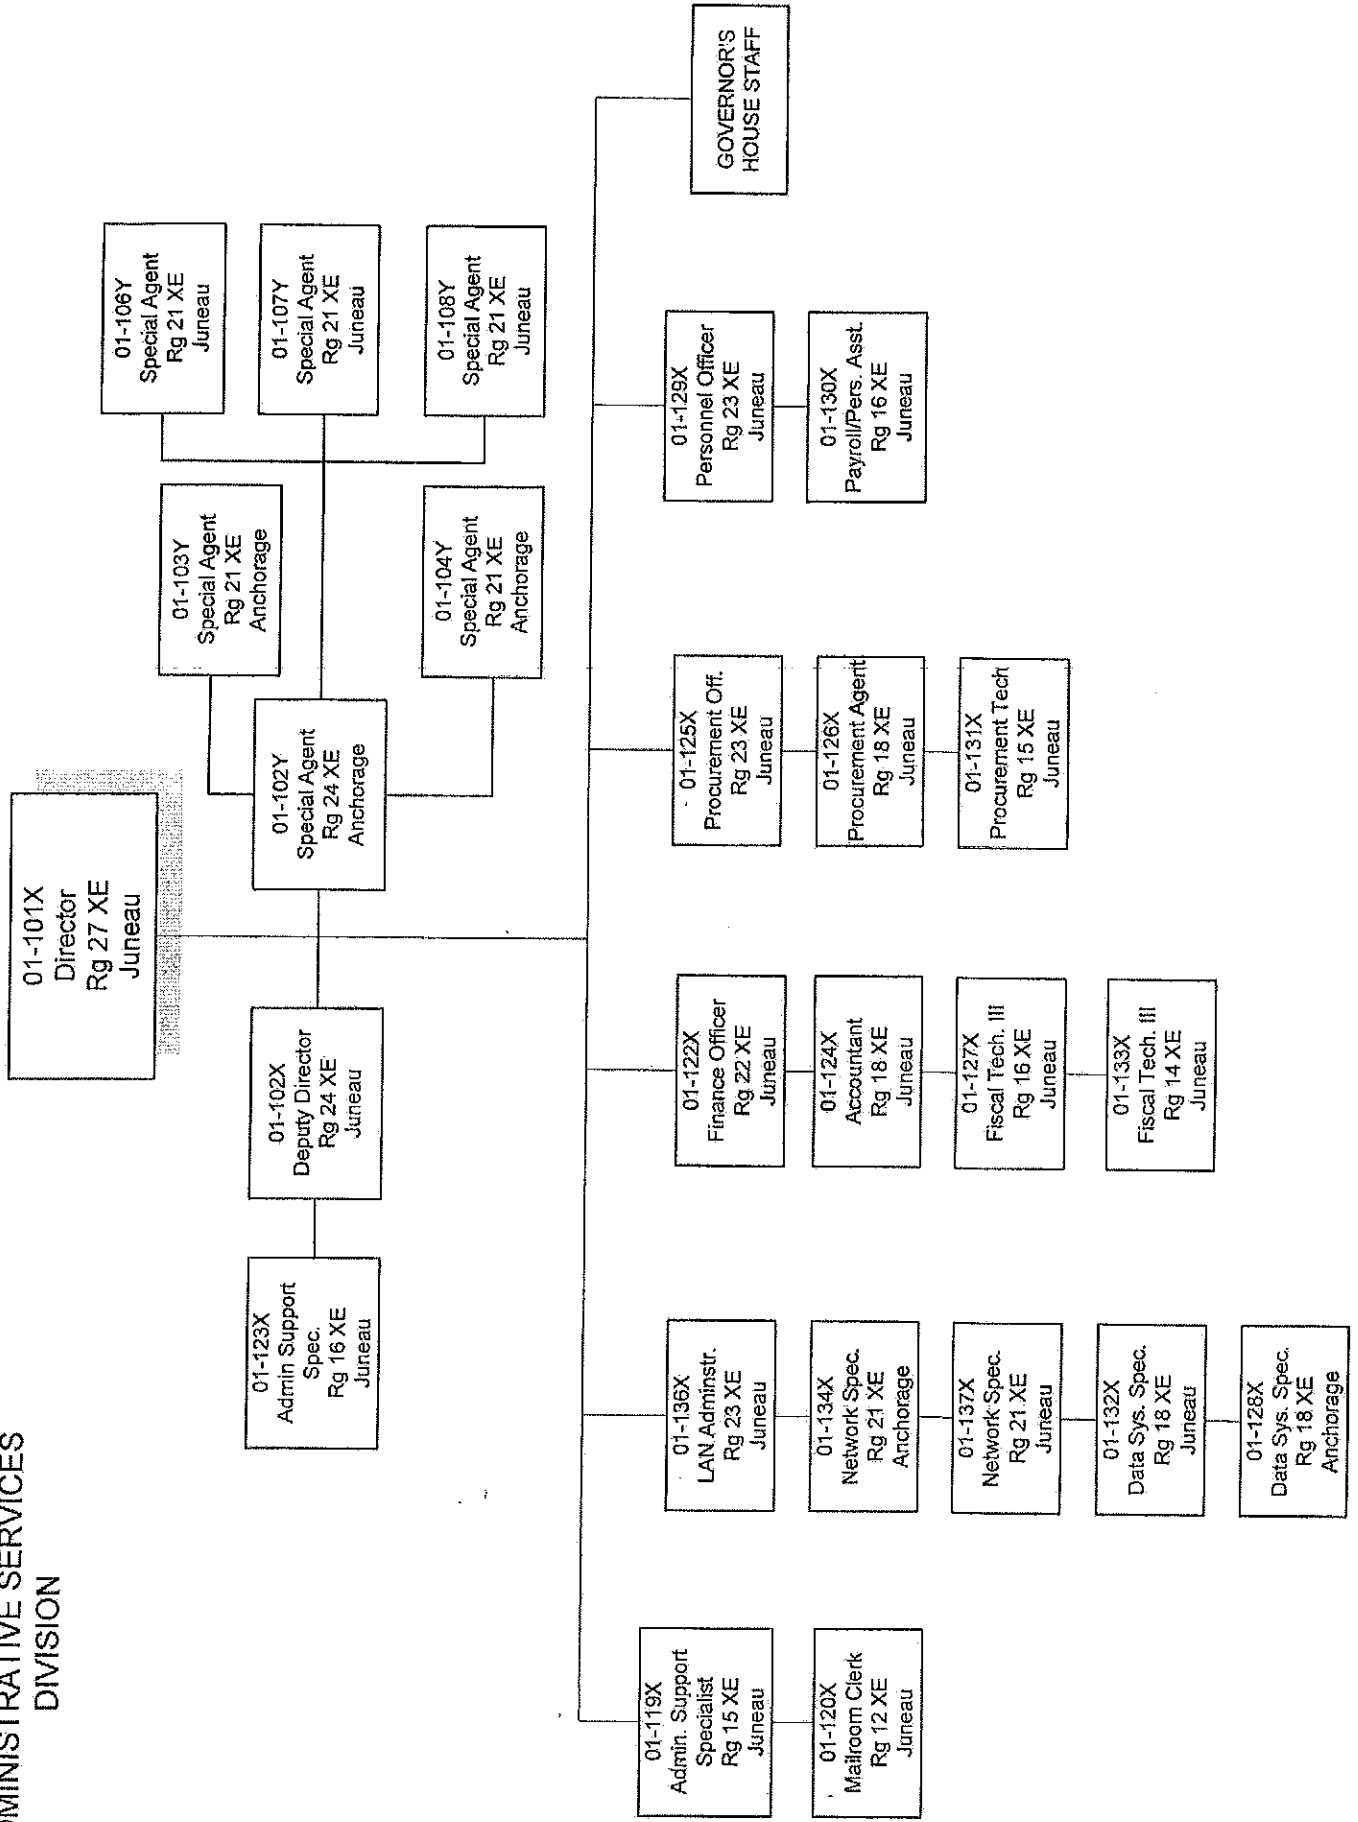 ADMINISTRATIVE SERVICES
DIVISION
01-101X
Director
Rg 27 XE
Juneau
01-123X
Admin Support
Spec.
Rg 16 XE
Juneau
01-102X
Deputy Director
Rg 24 XE
Juneau
01-102Y
Special Agent
Rg 24 XE
Anchorage
01-103Y
Special Agent
Rg 21 XE
Anchorage
01-104Y
Special Agent
Rg 21 XE
Anchorage
01-106Y
Special Agent
Rg 21 XE
Juneau
01-107Y
Special Agent
Rg 21 XE
Juneau
01-108Y
Special Agent
Rg 21 XE
Juneau
01-119X
Admin. Support
Specialist
Rg 15 XE
Juneau
01-120X
Mailroom Clerk
Rg 12 XE
Juneau
01-136X
LAN Adminstr.
Rg 23 XE
Juneau
01-134X
Network Spec.
Rg 21 XE
Anchorage
01-137X
Network Spec.
Rg 21 XE
Juneau
01-132X
Data Sys. Spec.
Rg 18 XE
Juneau
01-128X
Data Sys. Spec.
Rg 18 XE
Anchorage
01-122X
Finance Officer
Rg 22 XE
Juneau
01-124X
Accountant
Rg 18 XE
Juneau
01-127X
Fiscal Tech. III
Rg 16 XE
Juneau
01-133X
Fiscal Tech. III
Rg 14 XE
Juneau
01-125X
Procurement Off.
Rg 23 XE
Juneau
01-126X
Procurement Agent
Rg 18 XE
Juneau
01-131X
Procurement Tech
Rg 15 XE
Juneau
01-129X
Personnel Officer
Rg 23 XE
Juneau
01-130X
Payroll/Pers. Asst.
Rg 16 XE
Juneau
GOVERNOR'S
HOUSE STAFF